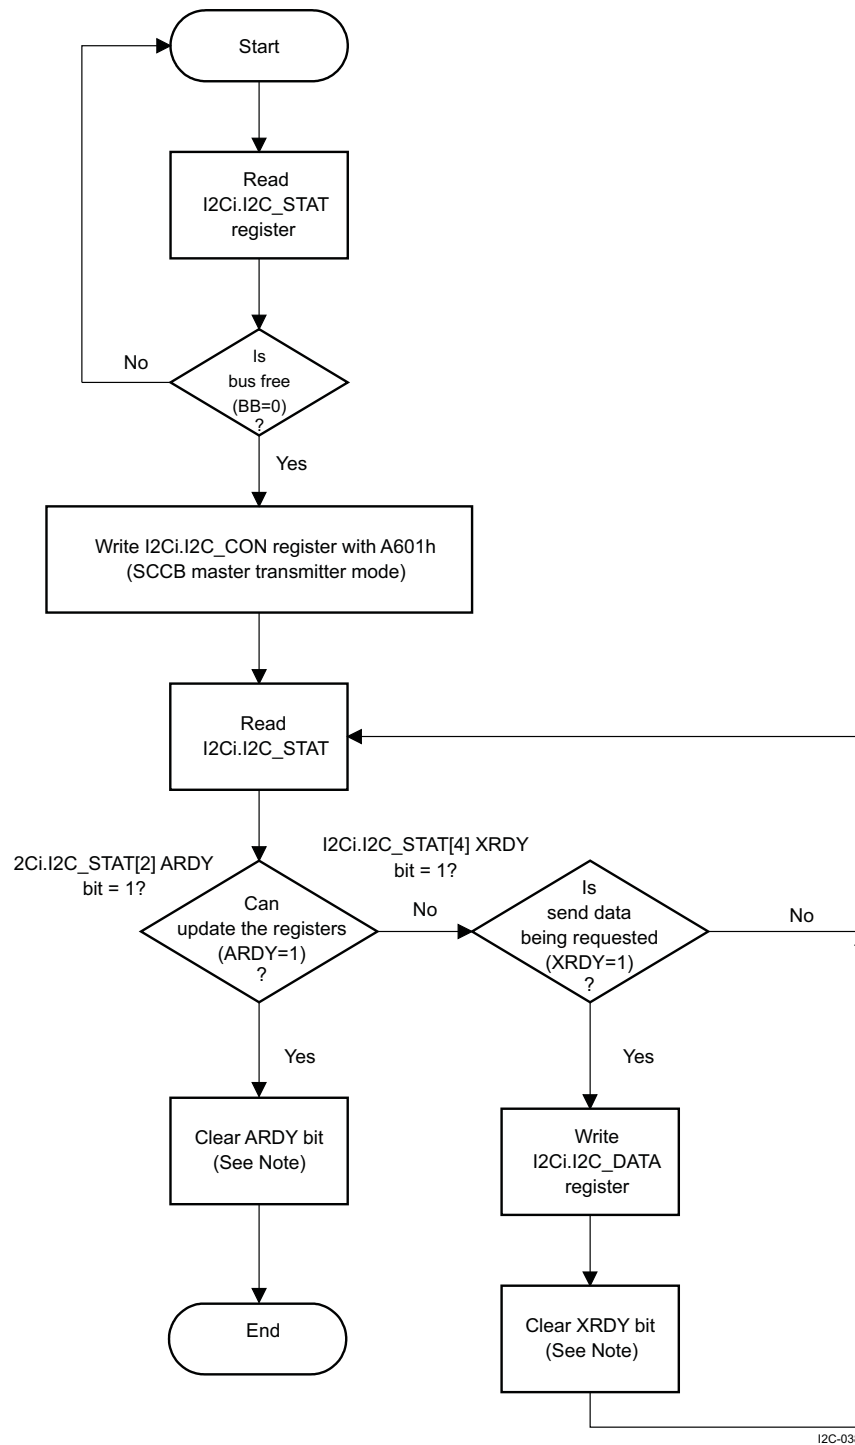 Start
Read
I2Ci.I2C_STAT
register
No
Is
bus free
(BB=0)
?
Yes
Write I2Ci.I2C_CON register with A601h
(SCCB master transmitter mode)
Read
I2Ci.I2C_STAT
2Ci.I2C_STAT[2] ARDY
bit = 1?
Can
update the registers
(ARDY=1)
?
No
I2Ci.I2C_STAT[4] XRDY
bit = 1?
Is
send data
being requested
(XRDY=1)
?
No
Yes
Yes
Clear ARDY bit
(See Note)
Write
I2Ci.I2C_DATA
register
End
Clear XRDY bit
(See Note)